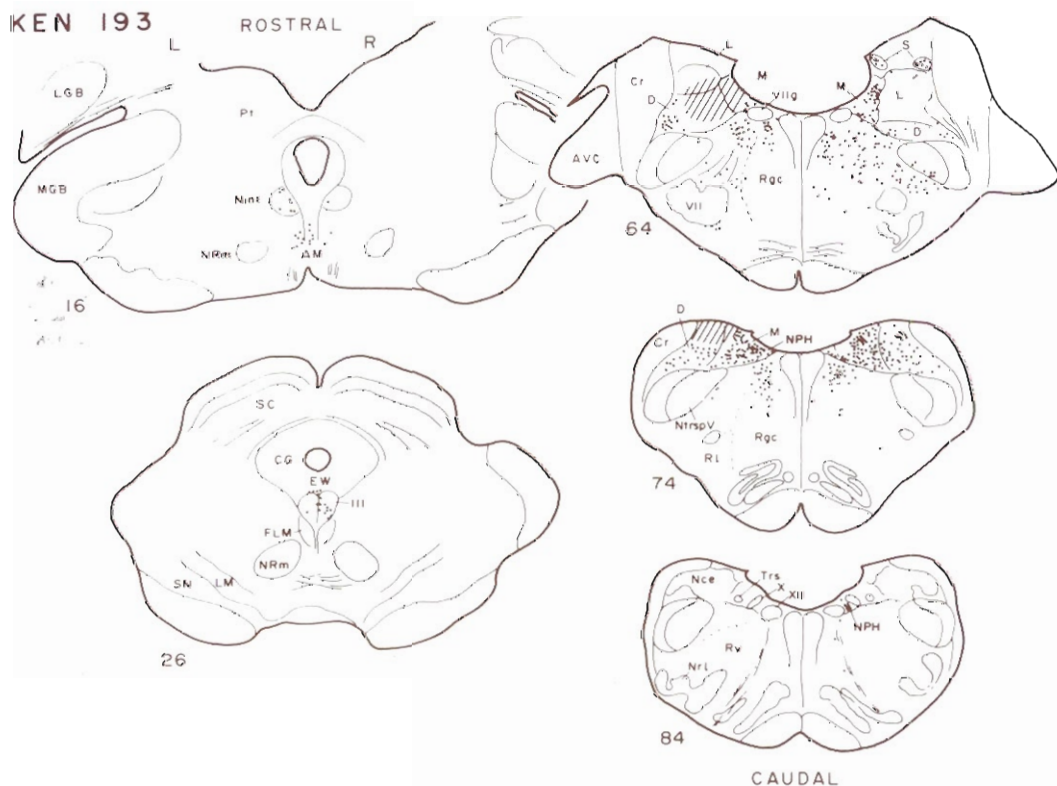 KEN 193
ROSTRAL
L R
LGB
Pt
MGB
Nint
NRm
AM
16
SC
CG
EW
III
FLM
NRm
SN LM
26
L S
Cr M VIIg M L
D D
AVC Rgc
VII
64
D M NPH
Cr
NtrspV
Rgc
Rl
74
Nce Trs X XII
NPH
Rv
Nrl
84
CAUDAL